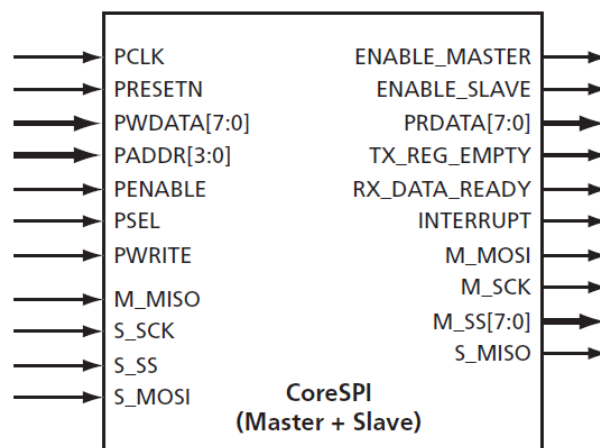 PCLK
PRESETN
PWDATA[7:0]
PADDR[3:0]
PENABLE
PSEL
PWRITE
M_MISO
S_SCK
S_SS
S_MOSI
ENABLE_MASTER
ENABLE_SLAVE
PRDATA[7:0]
TX_REG_EMPTY
RX_DATA_READY
INTERRUPT
M_MOSI
M_SCK
M_SS[7:0]
S_MISO
CoreSPI
(Master + Slave)